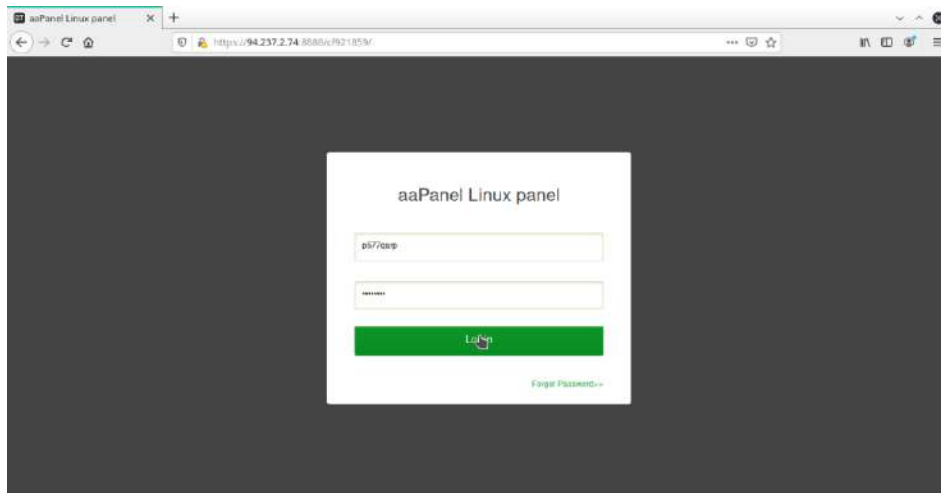 aaPanel Linux panel
https://94.237.2.74:8888/cf921859/
aaPanel Linux panel
Login
Forgot Password>>